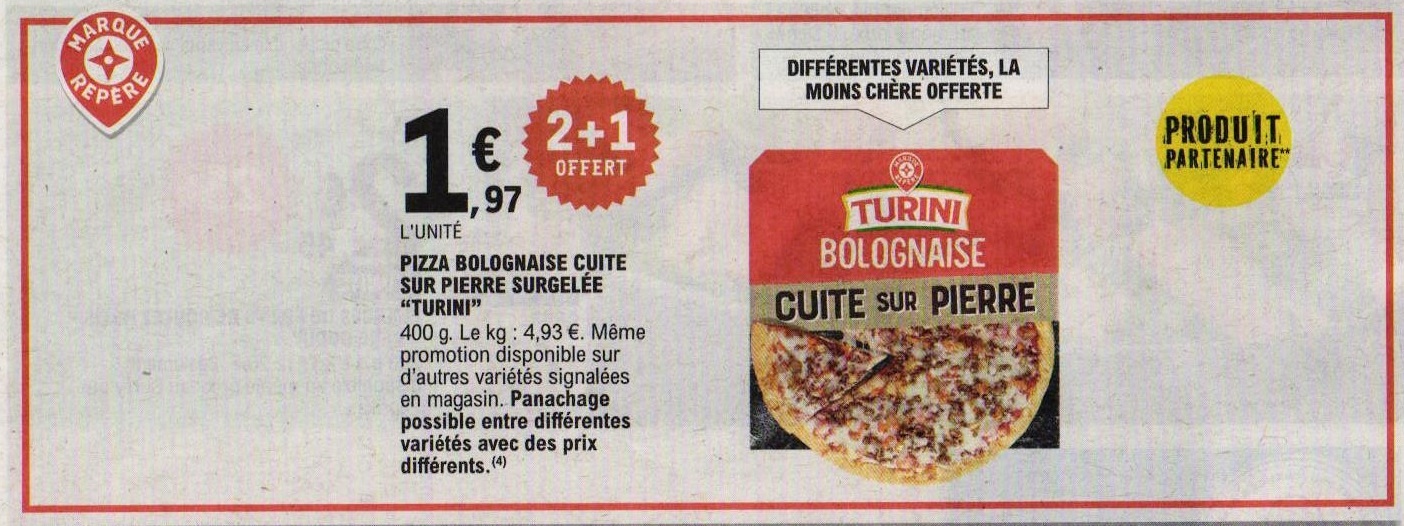 MARQUE
REPÈRE
1€,97
2+1
OFFERT
L'UNITÉ
PIZZA BOLOGNAISE CUITE
SUR PIERRE SURGELÉE
“TURINI”
400 g. Le kg : 4,93 €. Même
promotion disponible sur
d'autres variétés signalées
en magasin. Panachage
possible entre différentes
variétés avec des prix
différents.(4)
DIFFÉRENTES VARIÉTÉS, LA
MOINS CHÈRE OFFERTE
MARQUE
REPÈRE
TURINI
BOLOGNAISE
CUITE SUR PIERRE
PRODUIT
PARTENAIRE**